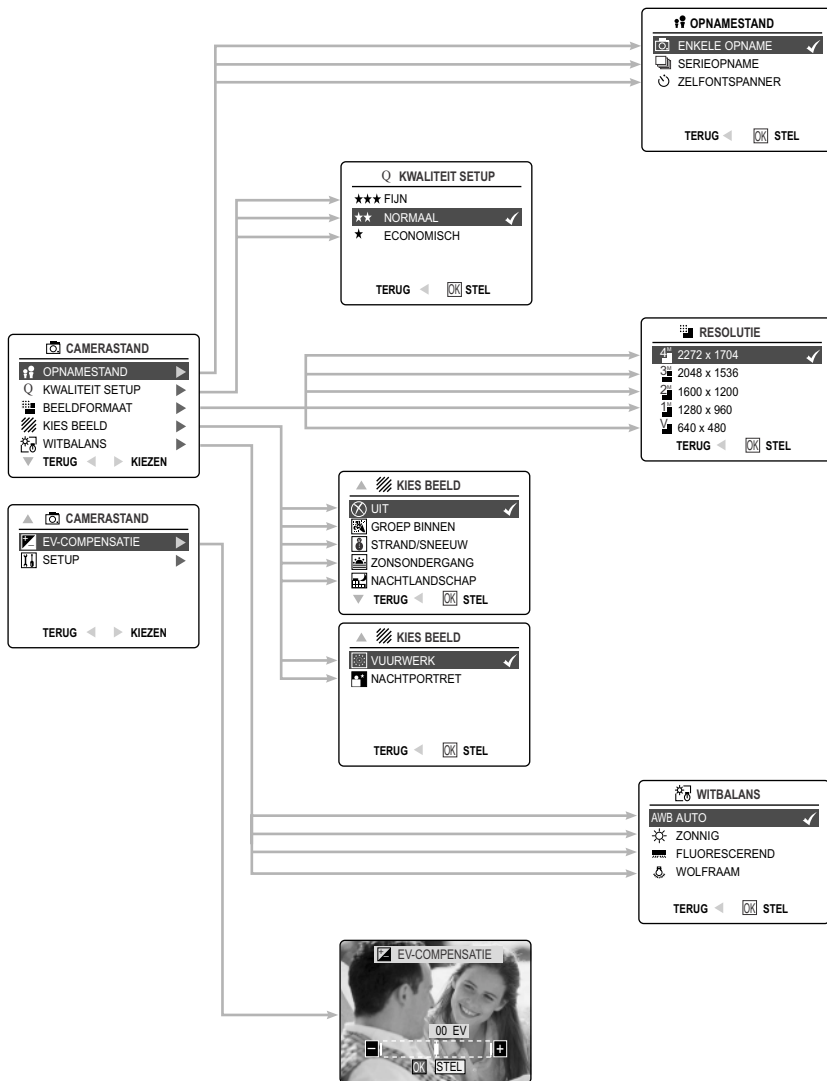 OPNAMESTAND
ENKELE OPNAME
SERIEOPNAME
ZELFONTSPANNER
TERUG OK STEL
Q KWALITEIT SETUP
★★★ FIJN
★★ NORMAAL
★ ECONOMISCH
TERUG OK STEL
CAMERASTAND
OPNAMESTAND
Q KWALITEIT SETUP
BEELDFORMAAT
KIES BEELD
WITBALANS
TERUG KIEZEN
RESOLUTIE
4M 2272 x 1704
3M 2048 x 1536
2M 1600 x 1200
1M 1280 x 960
V 640 x 480
TERUG OK STEL
CAMERASTAND
EV-COMPENSATIE
SETUP
TERUG KIEZEN
KIES BEELD
UIT
GROEP BINNEN
STRAND/SNEEUW
ZONSONDERGANG
NACHTLANDSCHAP
TERUG OK STEL
KIES BEELD
VUURWERK
NACHTPORTRET
TERUG OK STEL
WITBALANS
AWB AUTO
ZONNIG
FLUORESCEREND
WOLFRAAM
TERUG OK STEL
EV-COMPENSATIE
00 EV
− +
OK STEL